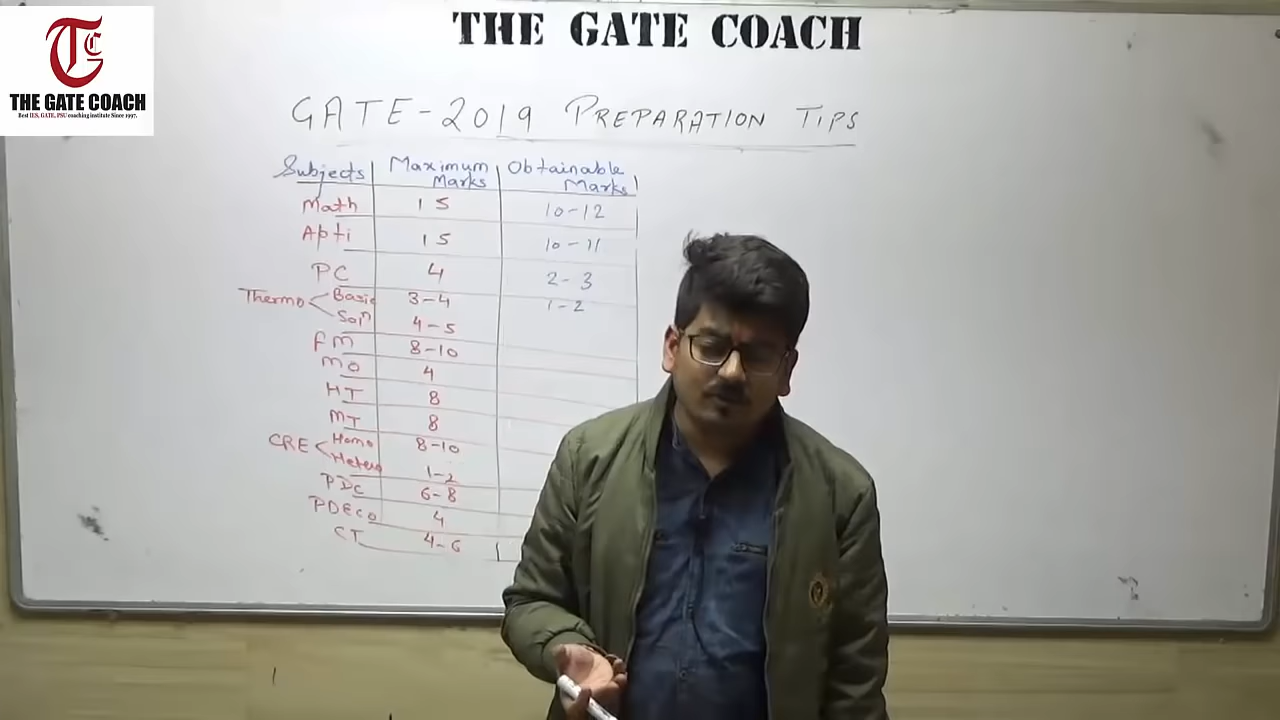 THE GATE COACH
TC
THE GATE COACH
Best IES, GATE, PSU coaching institute Since 1997.
GATE-2019 PREPARATION TIPS
Subjects Maximum Marks Obtainable Marks
Math 15 10-12
Apti 15 10-11
PC 4 2-3
Thermo < Basic 3-4 1-2
Sol^n 4-5
FM 8-10
MO 4
HT 8
MT 8
CRE < Homo 8-10
Hetero 1-2
PDC 6-8
PDECO 4
CT 4-6